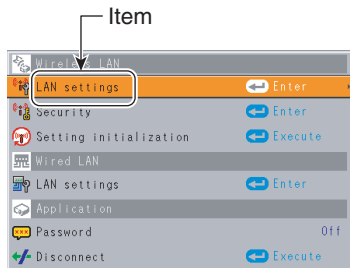 Item
Wireless LAN
LAN settings Enter
Security Enter
Setting initialization Execute
Wired LAN
LAN settings Enter
Application
Password Off
Disconnect Execute